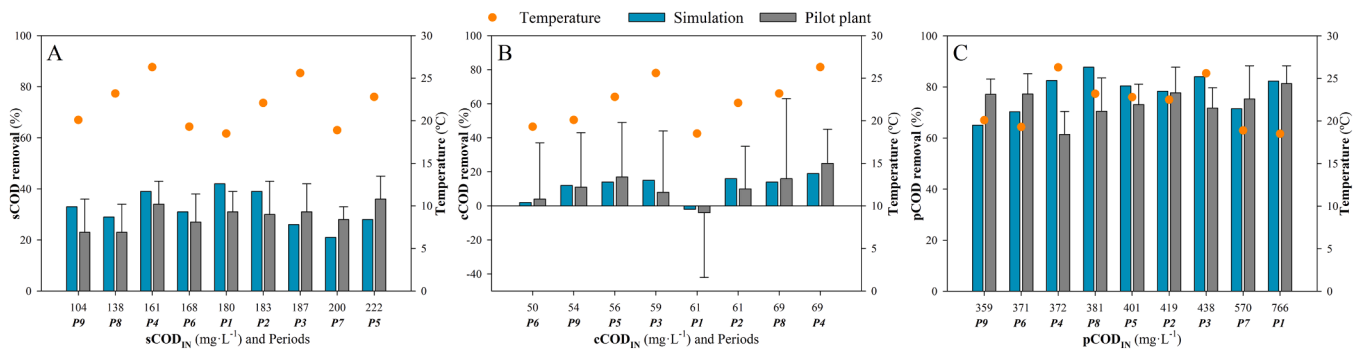 Temperature Simulation Pilot plant
A
sCOD removal (%)
100
80
60
40
20
0
30
25
20
15
10
5
0
Temperature (ºC)
104 138 161 168 180 183 187 200 222
P9 P8 P4 P6 P1 P2 P3 P7 P5
sCOD_IN (mg·L⁻¹) and Periods
B
cCOD removal (%)
100
80
60
40
20
0
-20
-40
30
25
20
15
10
5
0
Temperature (ºC)
50 54 56 59 61 61 69 69
P6 P9 P5 P3 P1 P2 P8 P4
cCOD_IN (mg·L⁻¹) and Periods
C
pCOD removal (%)
100
80
60
40
20
0
30
25
20
15
10
5
0
Temperature (ºC)
359 371 372 381 401 419 438 570 766
P9 P6 P4 P8 P5 P2 P3 P7 P1
pCOD_IN (mg·L⁻¹) and Periods